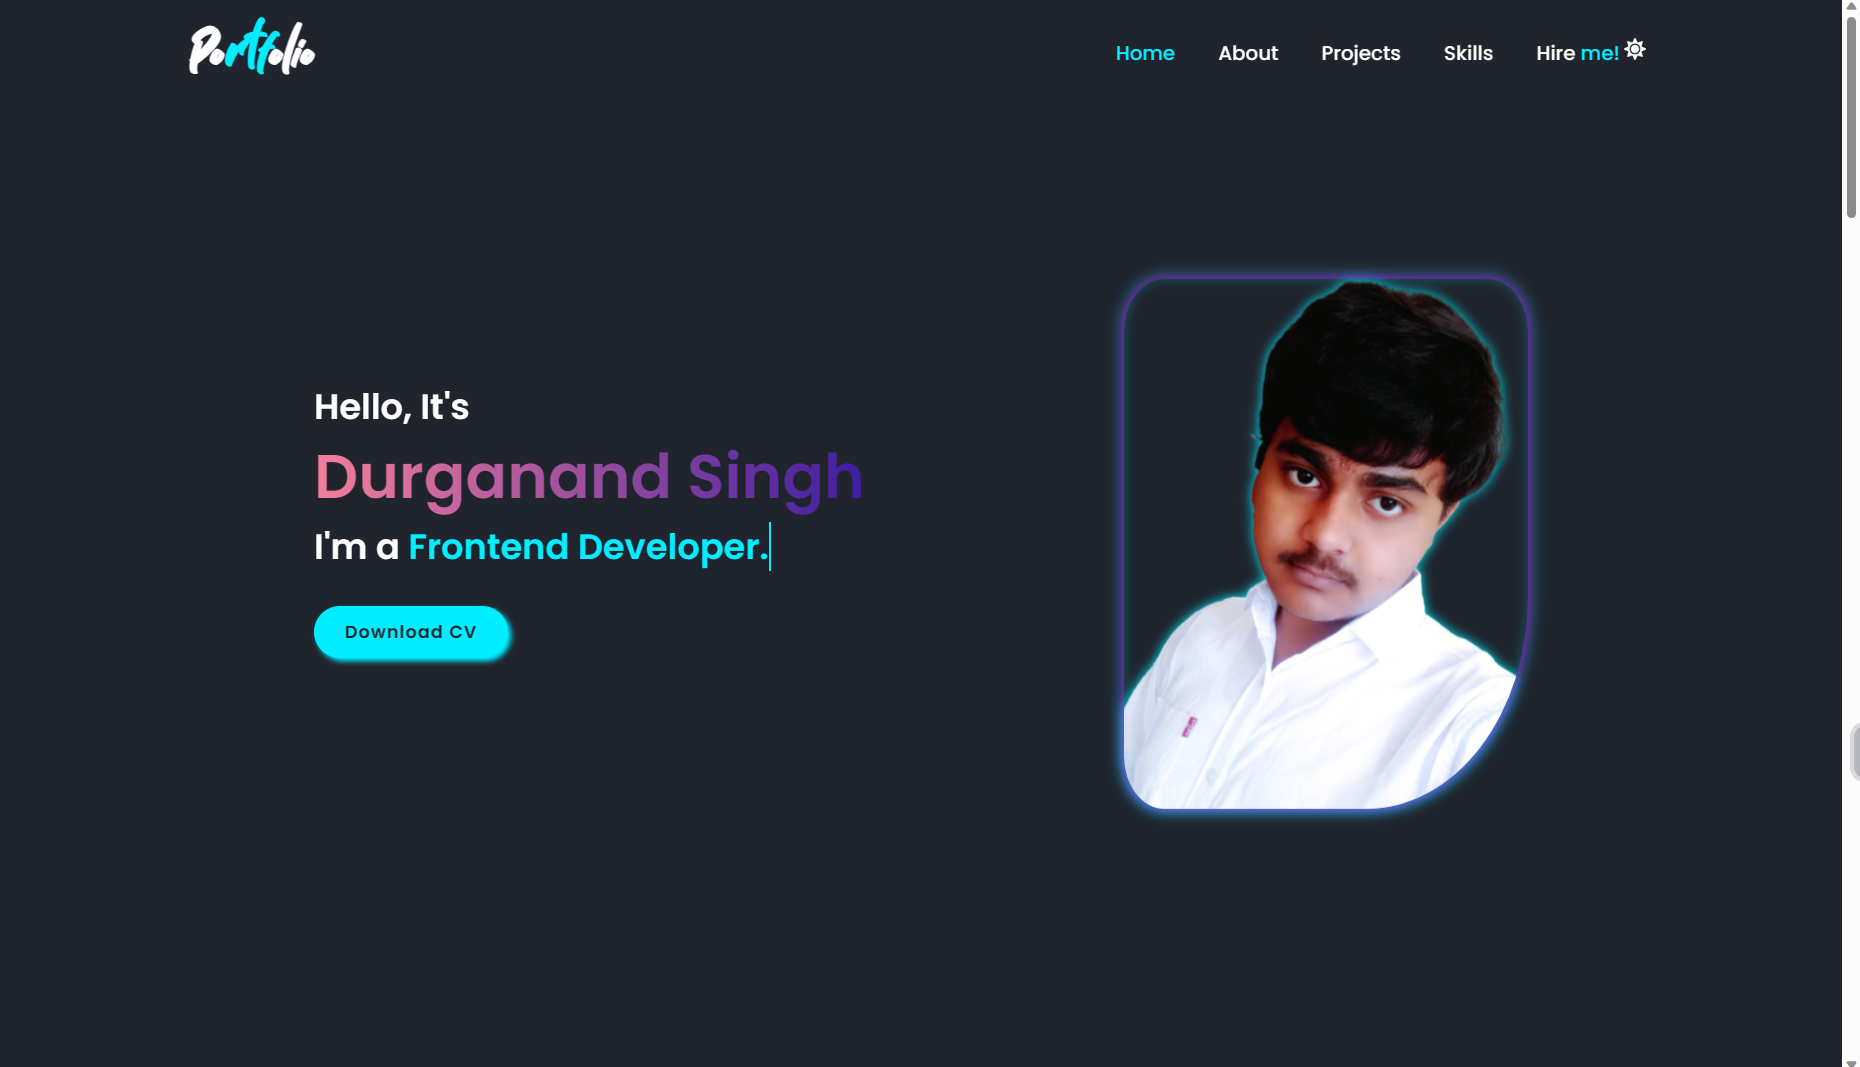 Portfolio
Home About Projects Skills Hire me!
Hello, It's
Durganand Singh
I'm a Frontend Developer.
Download CV